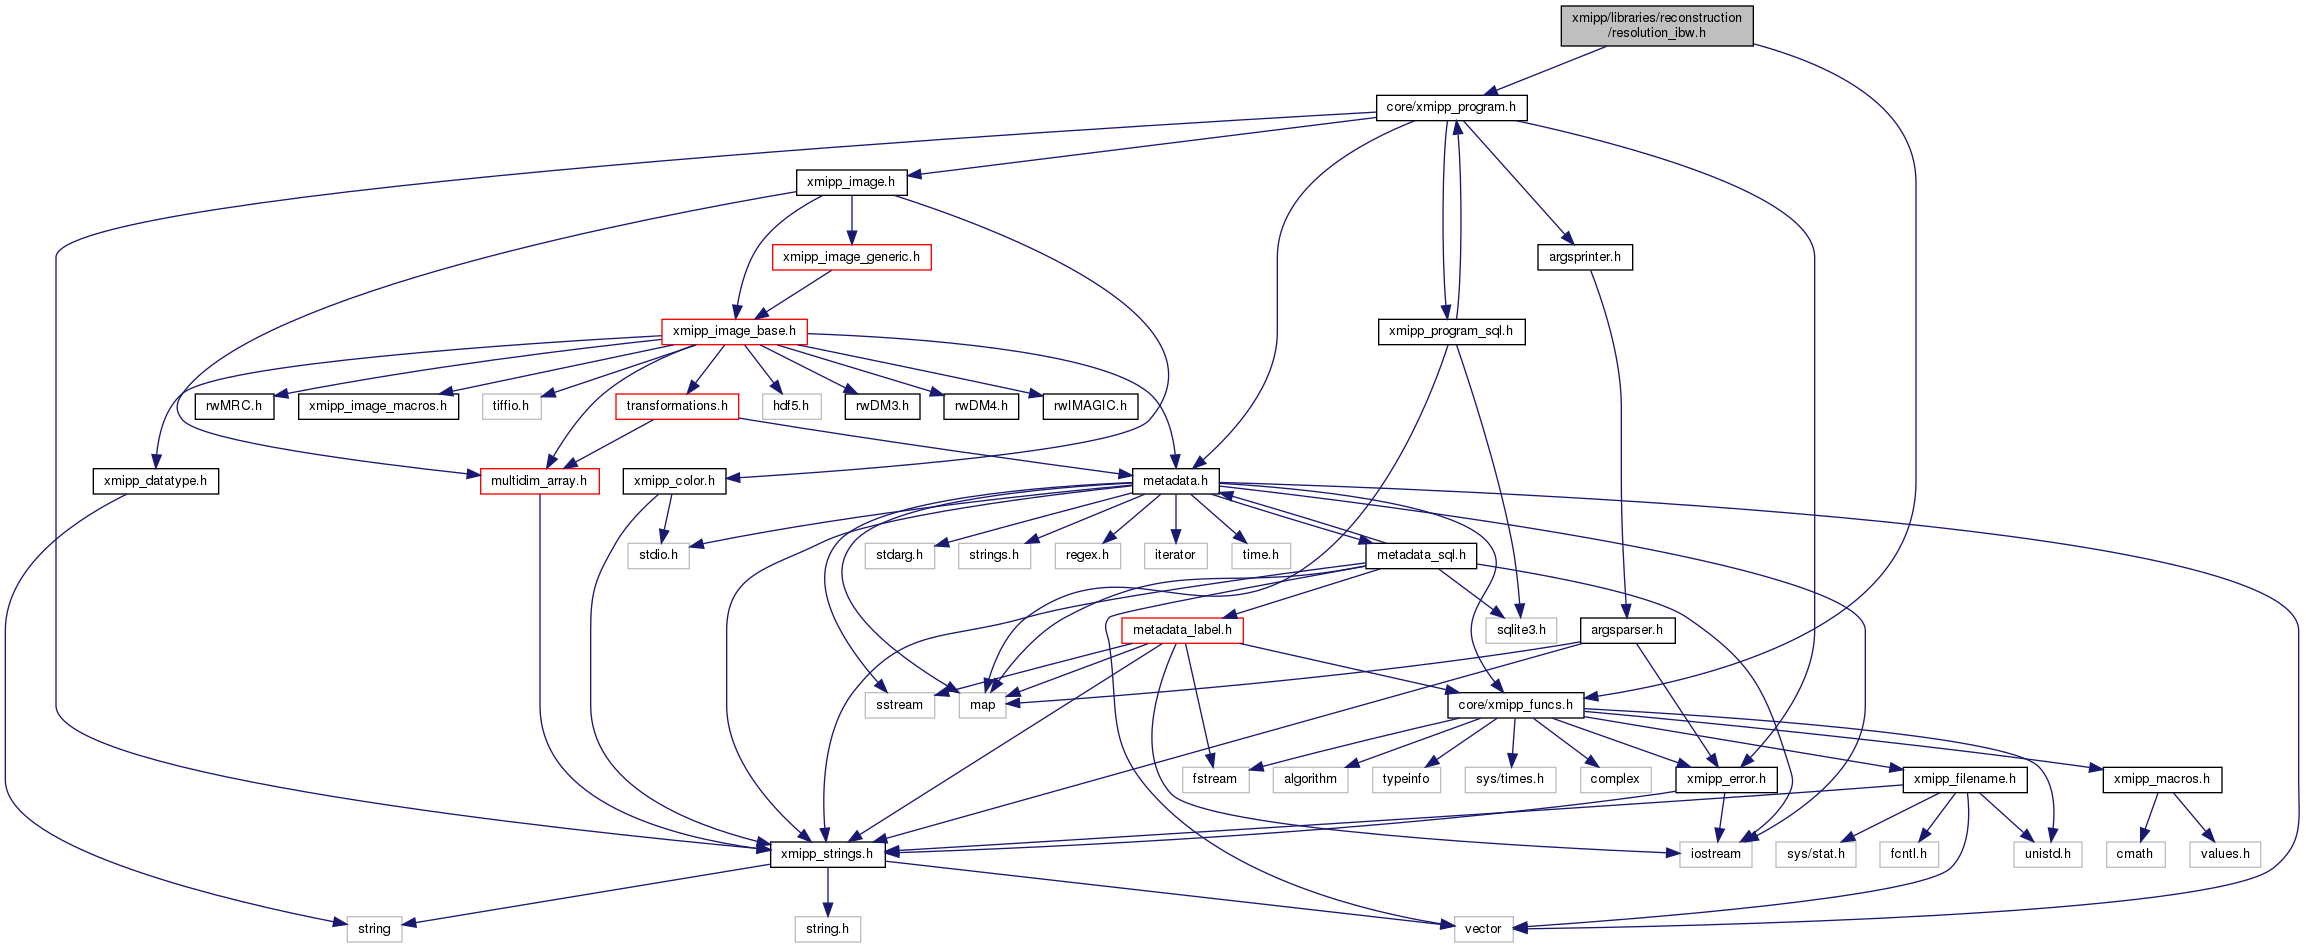 xmipp/libraries/reconstruction
/resolution_ibw.h
core/xmipp_program.h
xmipp_image.h
xmipp_image_generic.h
argsprinter.h
xmipp_image_base.h
xmipp_program_sql.h
rwMRC.h
xmipp_image_macros.h
tiffio.h
transformations.h
hdf5.h
rwDM3.h
rwDM4.h
rwIMAGIC.h
xmipp_datatype.h
multidim_array.h
xmipp_color.h
metadata.h
stdio.h
stdarg.h
strings.h
regex.h
iterator
time.h
metadata_sql.h
metadata_label.h
sqlite3.h
argsparser.h
sstream
map
core/xmipp_funcs.h
fstream
algorithm
typeinfo
sys/times.h
complex
xmipp_error.h
xmipp_filename.h
xmipp_macros.h
xmipp_strings.h
iostream
sys/stat.h
fcntl.h
unistd.h
cmath
values.h
string
string.h
vector